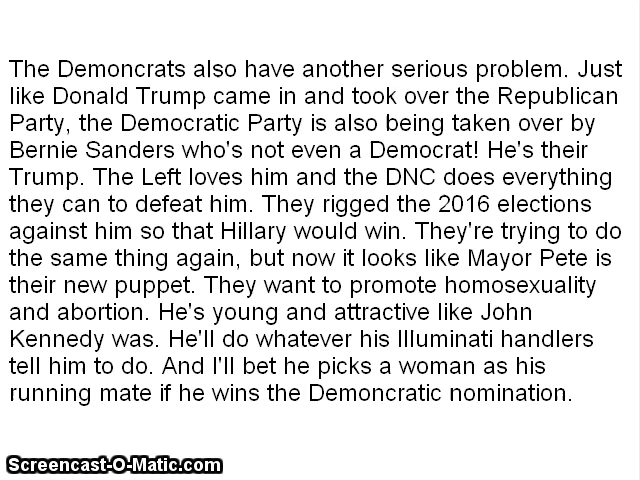 The Demoncrats also have another serious problem. Just
like Donald Trump came in and took over the Republican
Party, the Democratic Party is also being taken over by
Bernie Sanders who's not even a Democrat! He's their
Trump. The Left loves him and the DNC does everything
they can to defeat him. They rigged the 2016 elections
against him so that Hillary would win. They're trying to do
the same thing again, but now it looks like Mayor Pete is
their new puppet. They want to promote homosexuality
and abortion. He's young and attractive like John
Kennedy was. He'll do whatever his Illuminati handlers
tell him to do. And I'll bet he picks a woman as his
running mate if he wins the Demoncratic nomination.
Screencast-O-Matic.com